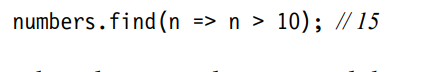 numbers.find(n => n > 10); // 15